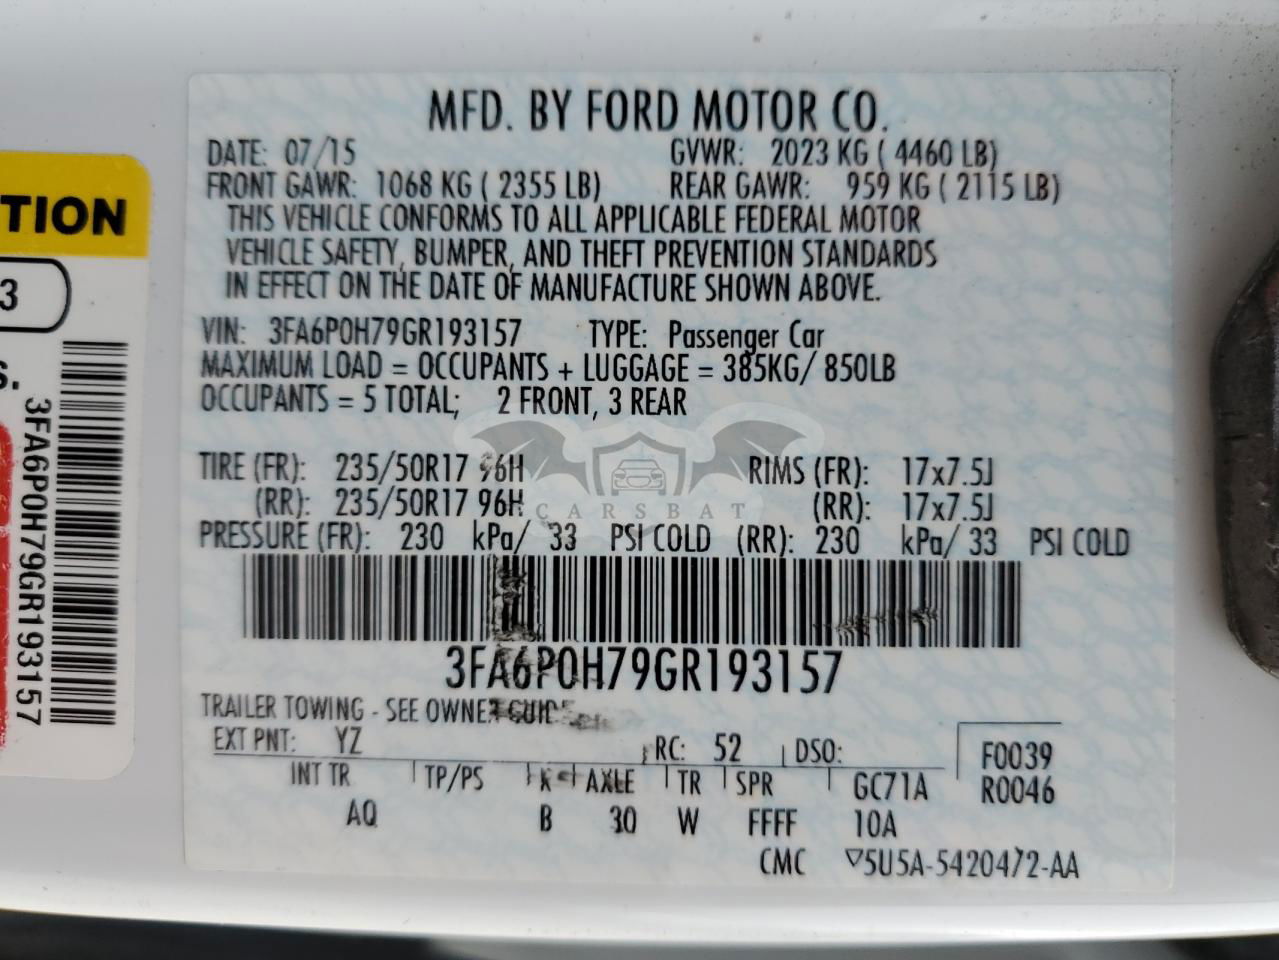 MFD. BY FORD MOTOR CO.
DATE: 07/15 GVWR: 2023 KG ( 4460 LB)
FRONT GAWR: 1068 KG ( 2355 LB) REAR GAWR: 959 KG ( 2115 LB)
THIS VEHICLE CONFORMS TO ALL APPLICABLE FEDERAL MOTOR
VEHICLE SAFETY, BUMPER, AND THEFT PREVENTION STANDARDS
IN EFFECT ON THE DATE OF MANUFACTURE SHOWN ABOVE.
VIN: 3FA6P0H79GR193157 TYPE: Passenger Car
MAXIMUM LOAD = OCCUPANTS + LUGGAGE = 385KG/ 850LB
OCCUPANTS = 5 TOTAL; 2 FRONT, 3 REAR
TIRE (FR): 235/50R17 96H RIMS (FR): 17x7.5J
(RR): 235/50R17 96H (RR): 17x7.5J
CARSBAT
PRESSURE (FR): 230 kPa/ 33 PSI COLD (RR): 230 kPa/ 33 PSI COLD
3FA6P0H79GR193157
TRAILER TOWING - SEE OWNER GUIDE
EXT PNT: YZ RC: 52 DSO: F0039
INT TR TP/PS R AXLE TR SPR GC71A R0046
AQ B 30 W FFFF 10A
CMC ▽5U5A-5420472-AA
TION
3
S.
3FA6P0H79GR193157